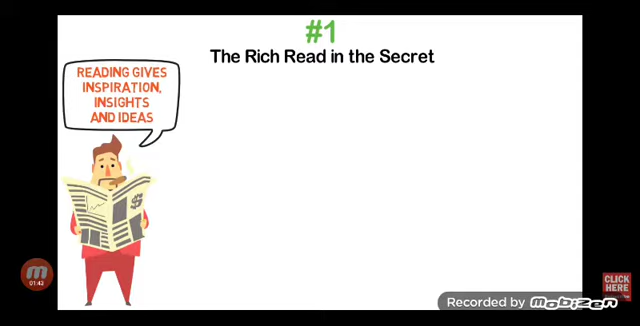 #1
The Rich Read in the Secret
READING GIVES
INSPIRATION,
INSIGHTS
AND IDEAS
$
01:43
CLICK
HERE
Recorded by MOBIZEN